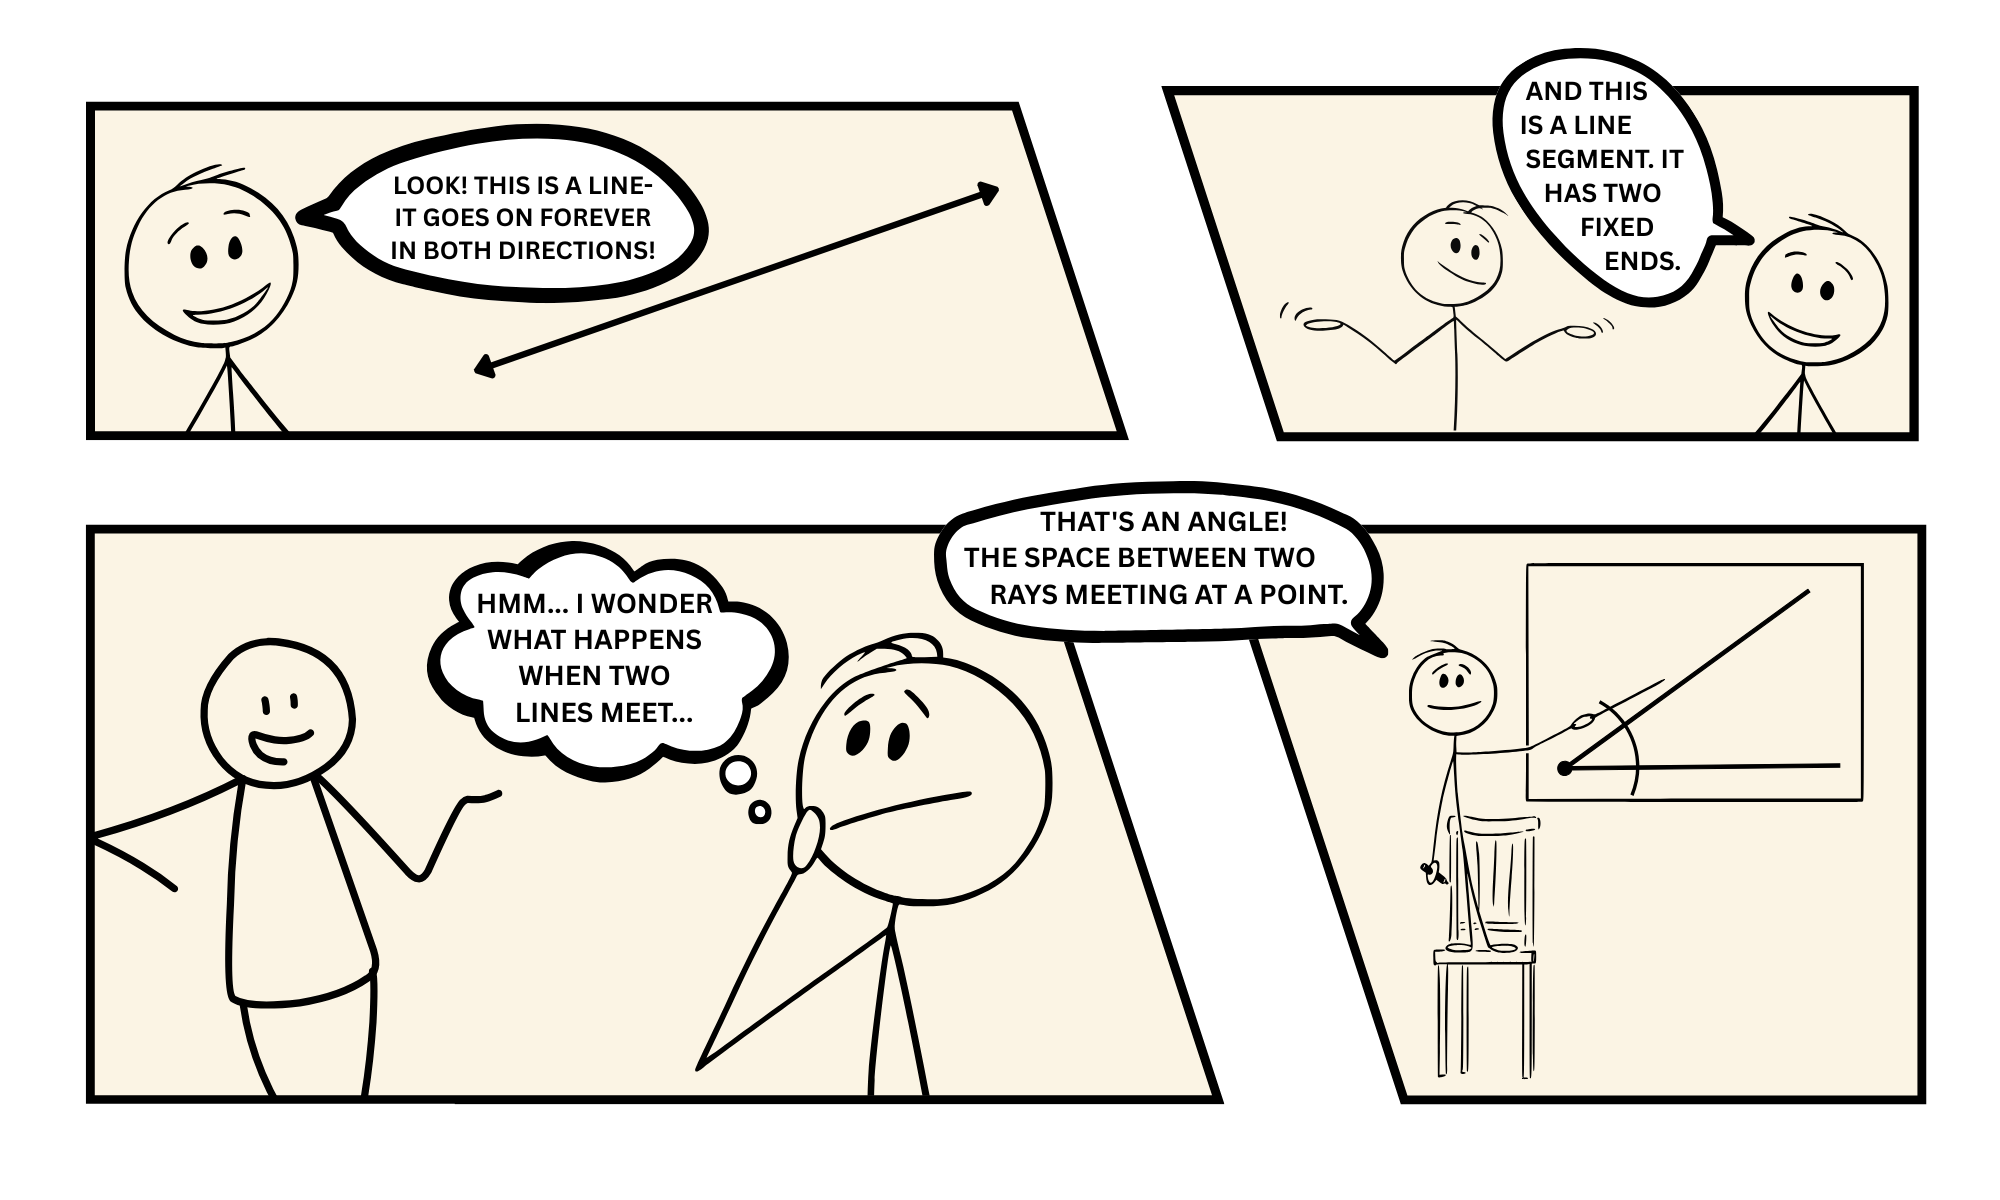 LOOK! THIS IS A LINE-
IT GOES ON FOREVER
IN BOTH DIRECTIONS!
AND THIS
IS A LINE
SEGMENT. IT
HAS TWO
FIXED
ENDS.
HMM... I WONDER
WHAT HAPPENS
WHEN TWO
LINES MEET...
THAT'S AN ANGLE!
THE SPACE BETWEEN TWO
RAYS MEETING AT A POINT.